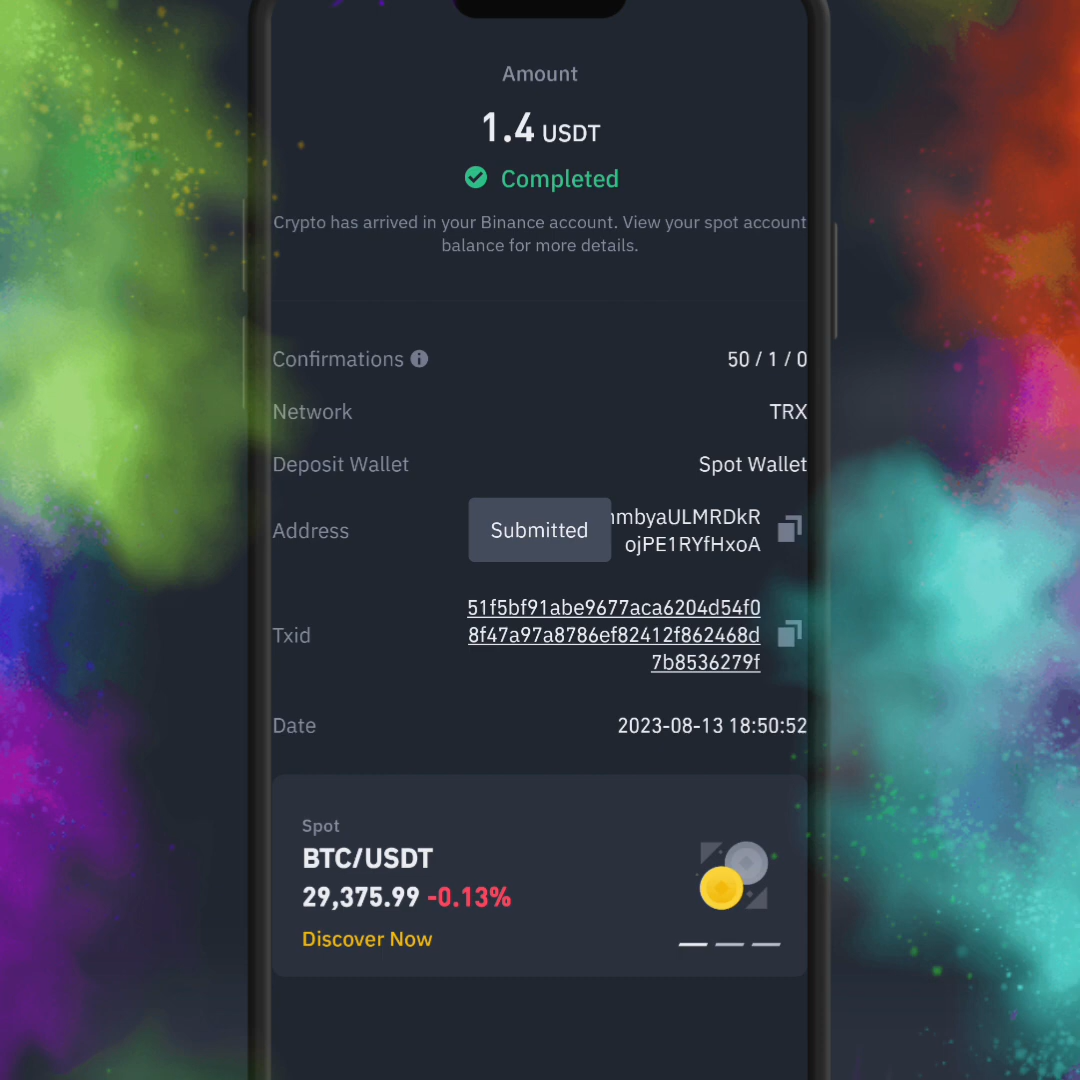 Amount
1.4 USDT
Completed
Crypto has arrived in your Binance account. View your spot account
balance for more details.
Confirmations 50 / 1 / 0
Network TRX
Deposit Wallet Spot Wallet
Address Submitted mbyaULMRDkR
ojPE1RYfHxoA
Txid 51f5bf91abe9677aca6204d54f0
8f47a97a8786ef82412f862468d
7b8536279f
Date 2023-08-13 18:50:52
Spot
BTC/USDT
29,375.99 -0.13%
Discover Now